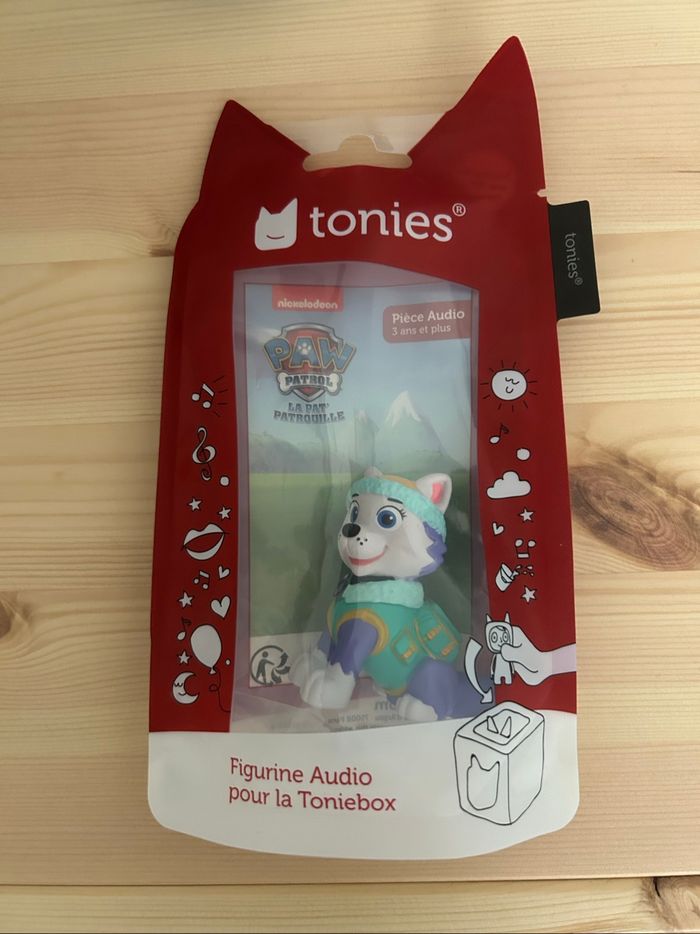 tonies®
tonies®
nickelodeon
Pièce Audio
3 ans et plus
PAW
PATROL
LA PAT'
PATROUILLE
Figurine Audio
pour la Toniebox